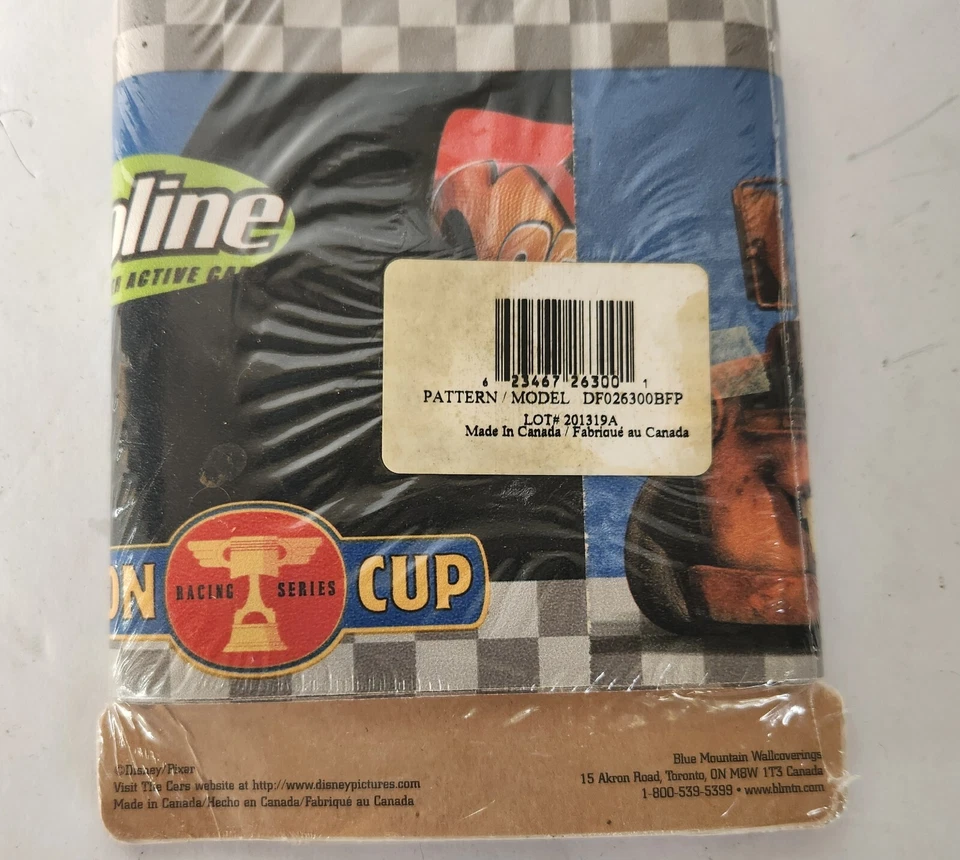 line
ACTIVE
6 23467 26300 1
PATTERN / MODEL DF026300BFP
LOT# 201319A
Made In Canada / Fabriqué au Canada
ON RACING SERIES CUP
©Disney/Pixar
Visit The Cars website at http://www.disneypictures.com
Made in Canada/Hecho en Canada/Fabriqué au Canada
Blue Mountain Wallcoverings
15 Akron Road, Toronto, ON M8W 1T3 Canada
1-800-539-5399 • www.blmtn.com